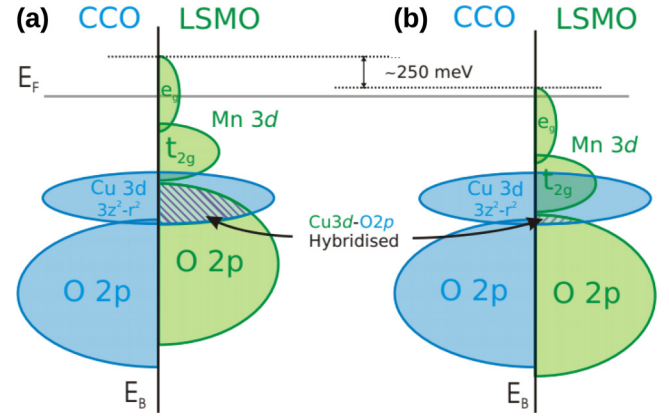 (a) CCO LSMO
E_F
e_g
Mn 3d
t_2g
Cu 3d
3z²-r²
O 2p
O 2p
E_B
~250 meV
Cu3d-O2p
Hybridised
(b) CCO LSMO
e_g
Mn 3d
t_2g
Cu 3d
3z²-r²
O 2p
O 2p
E_B